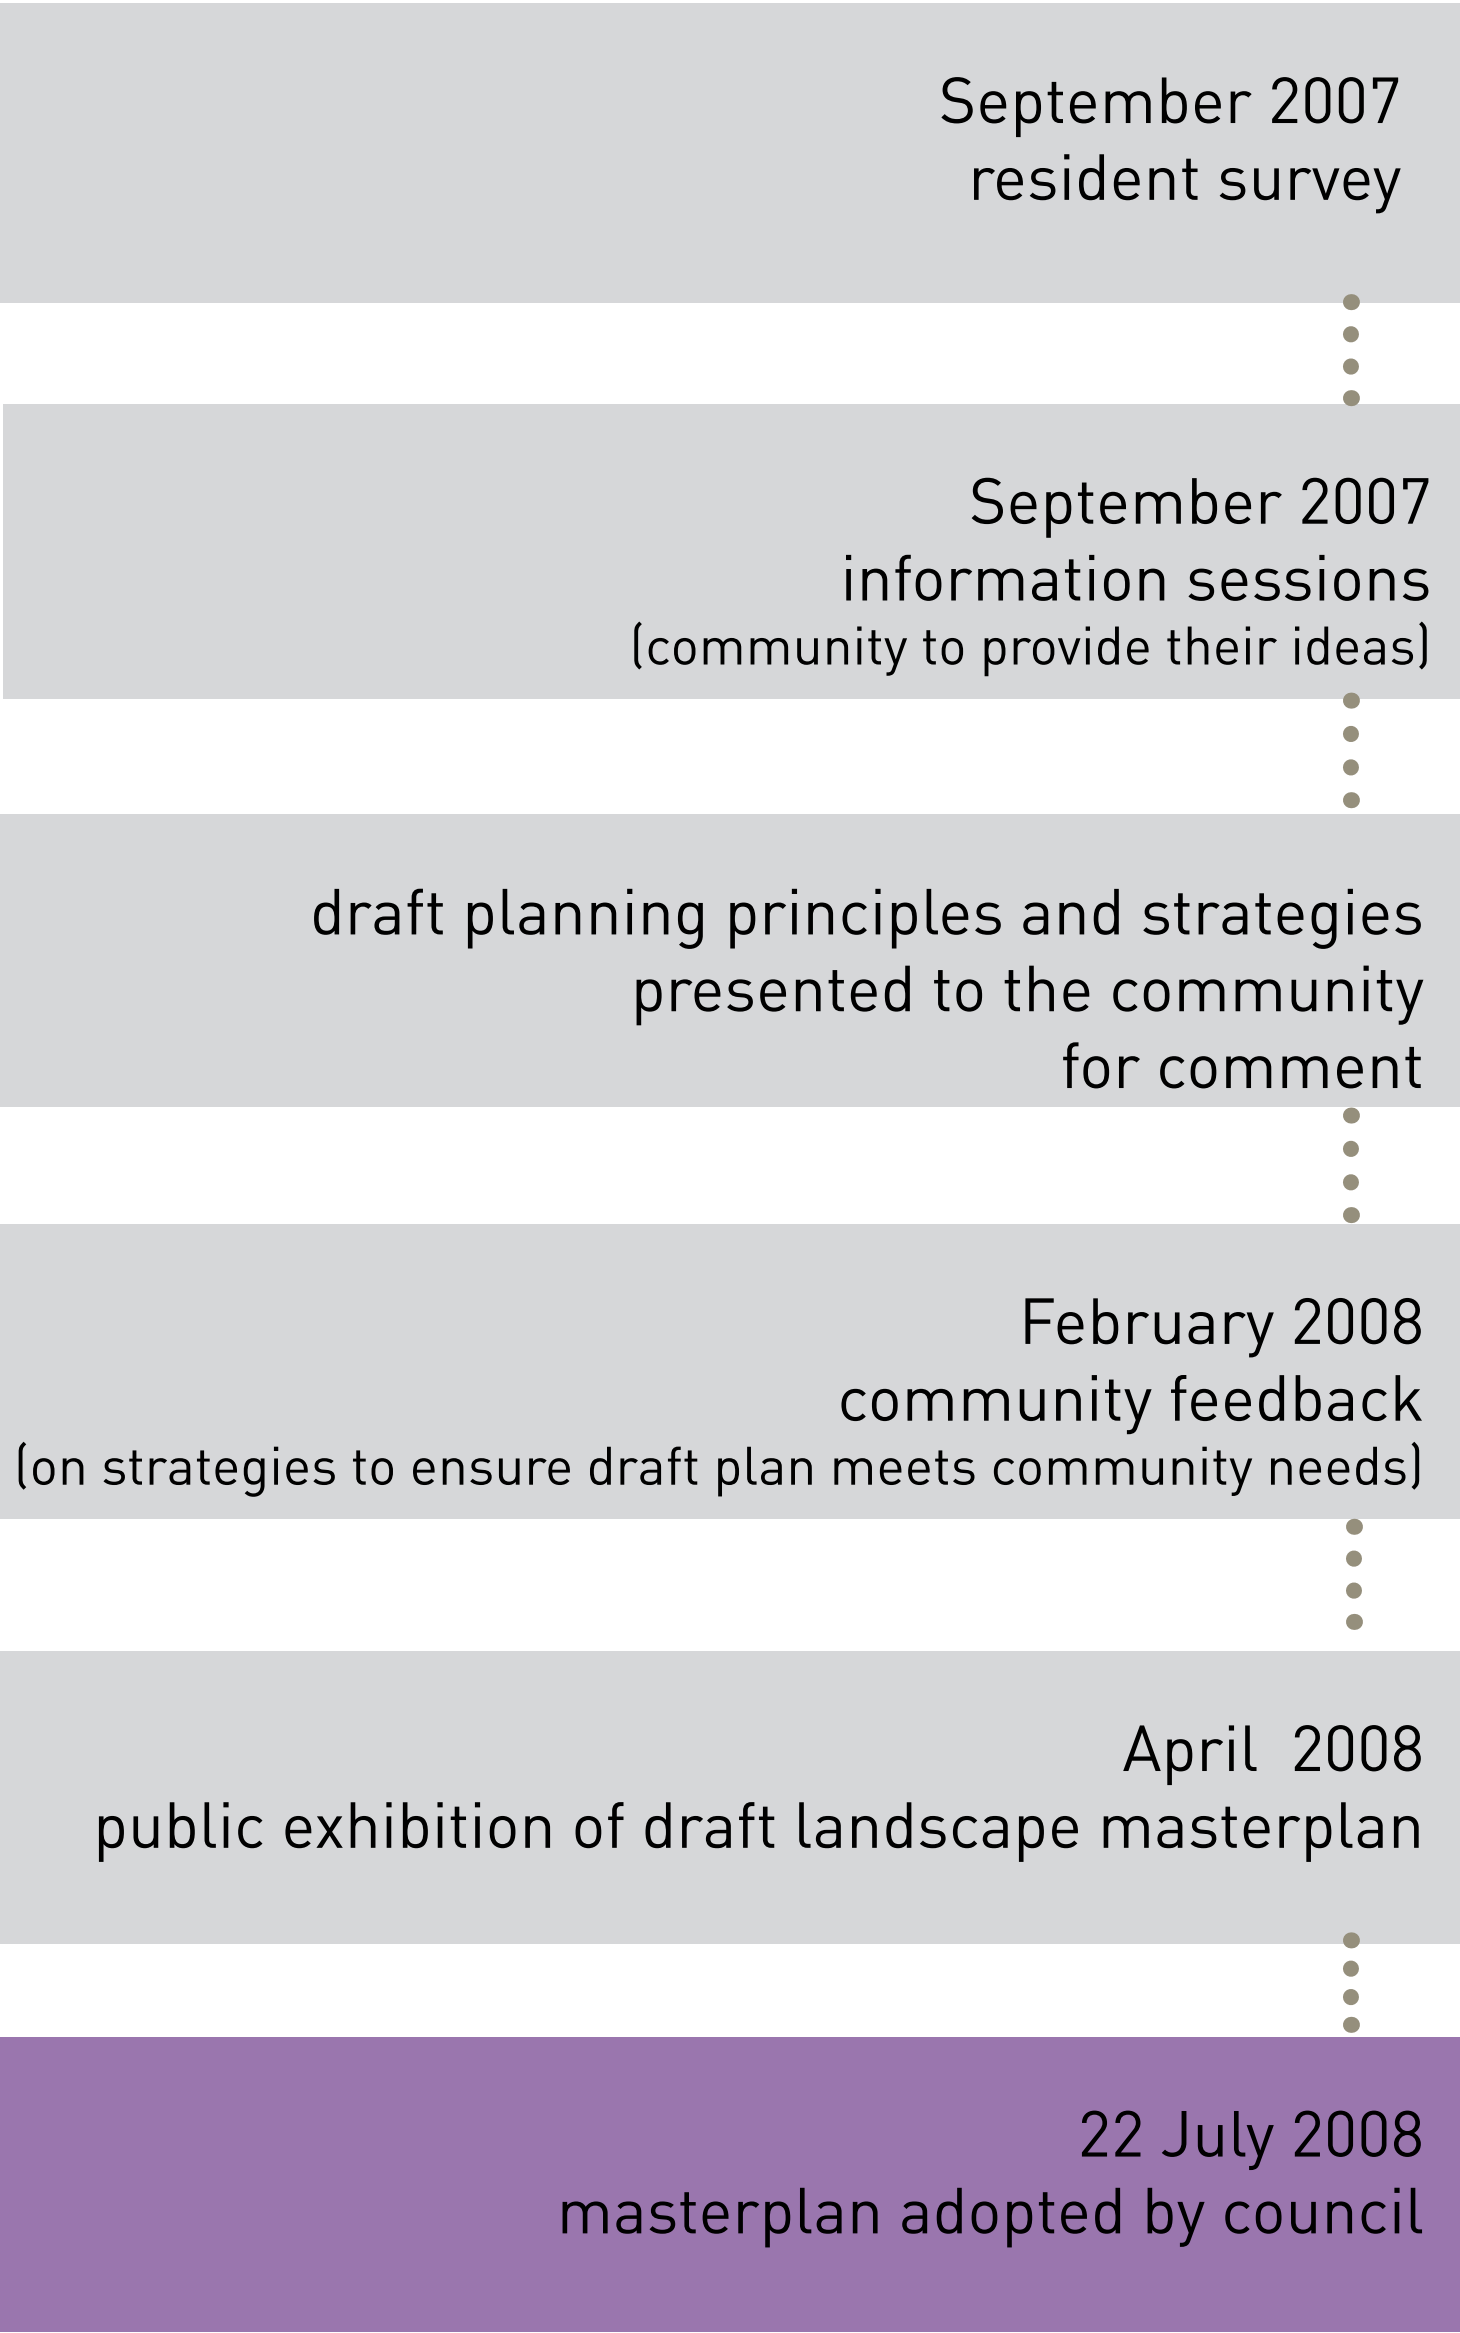 September 2007
resident survey
September 2007
information sessions
(community to provide their ideas)
draft planning principles and strategies
presented to the community
for comment
February 2008
community feedback
(on strategies to ensure draft plan meets community needs)
April  2008
public exhibition of draft landscape masterplan
22 July 2008
masterplan adopted by council